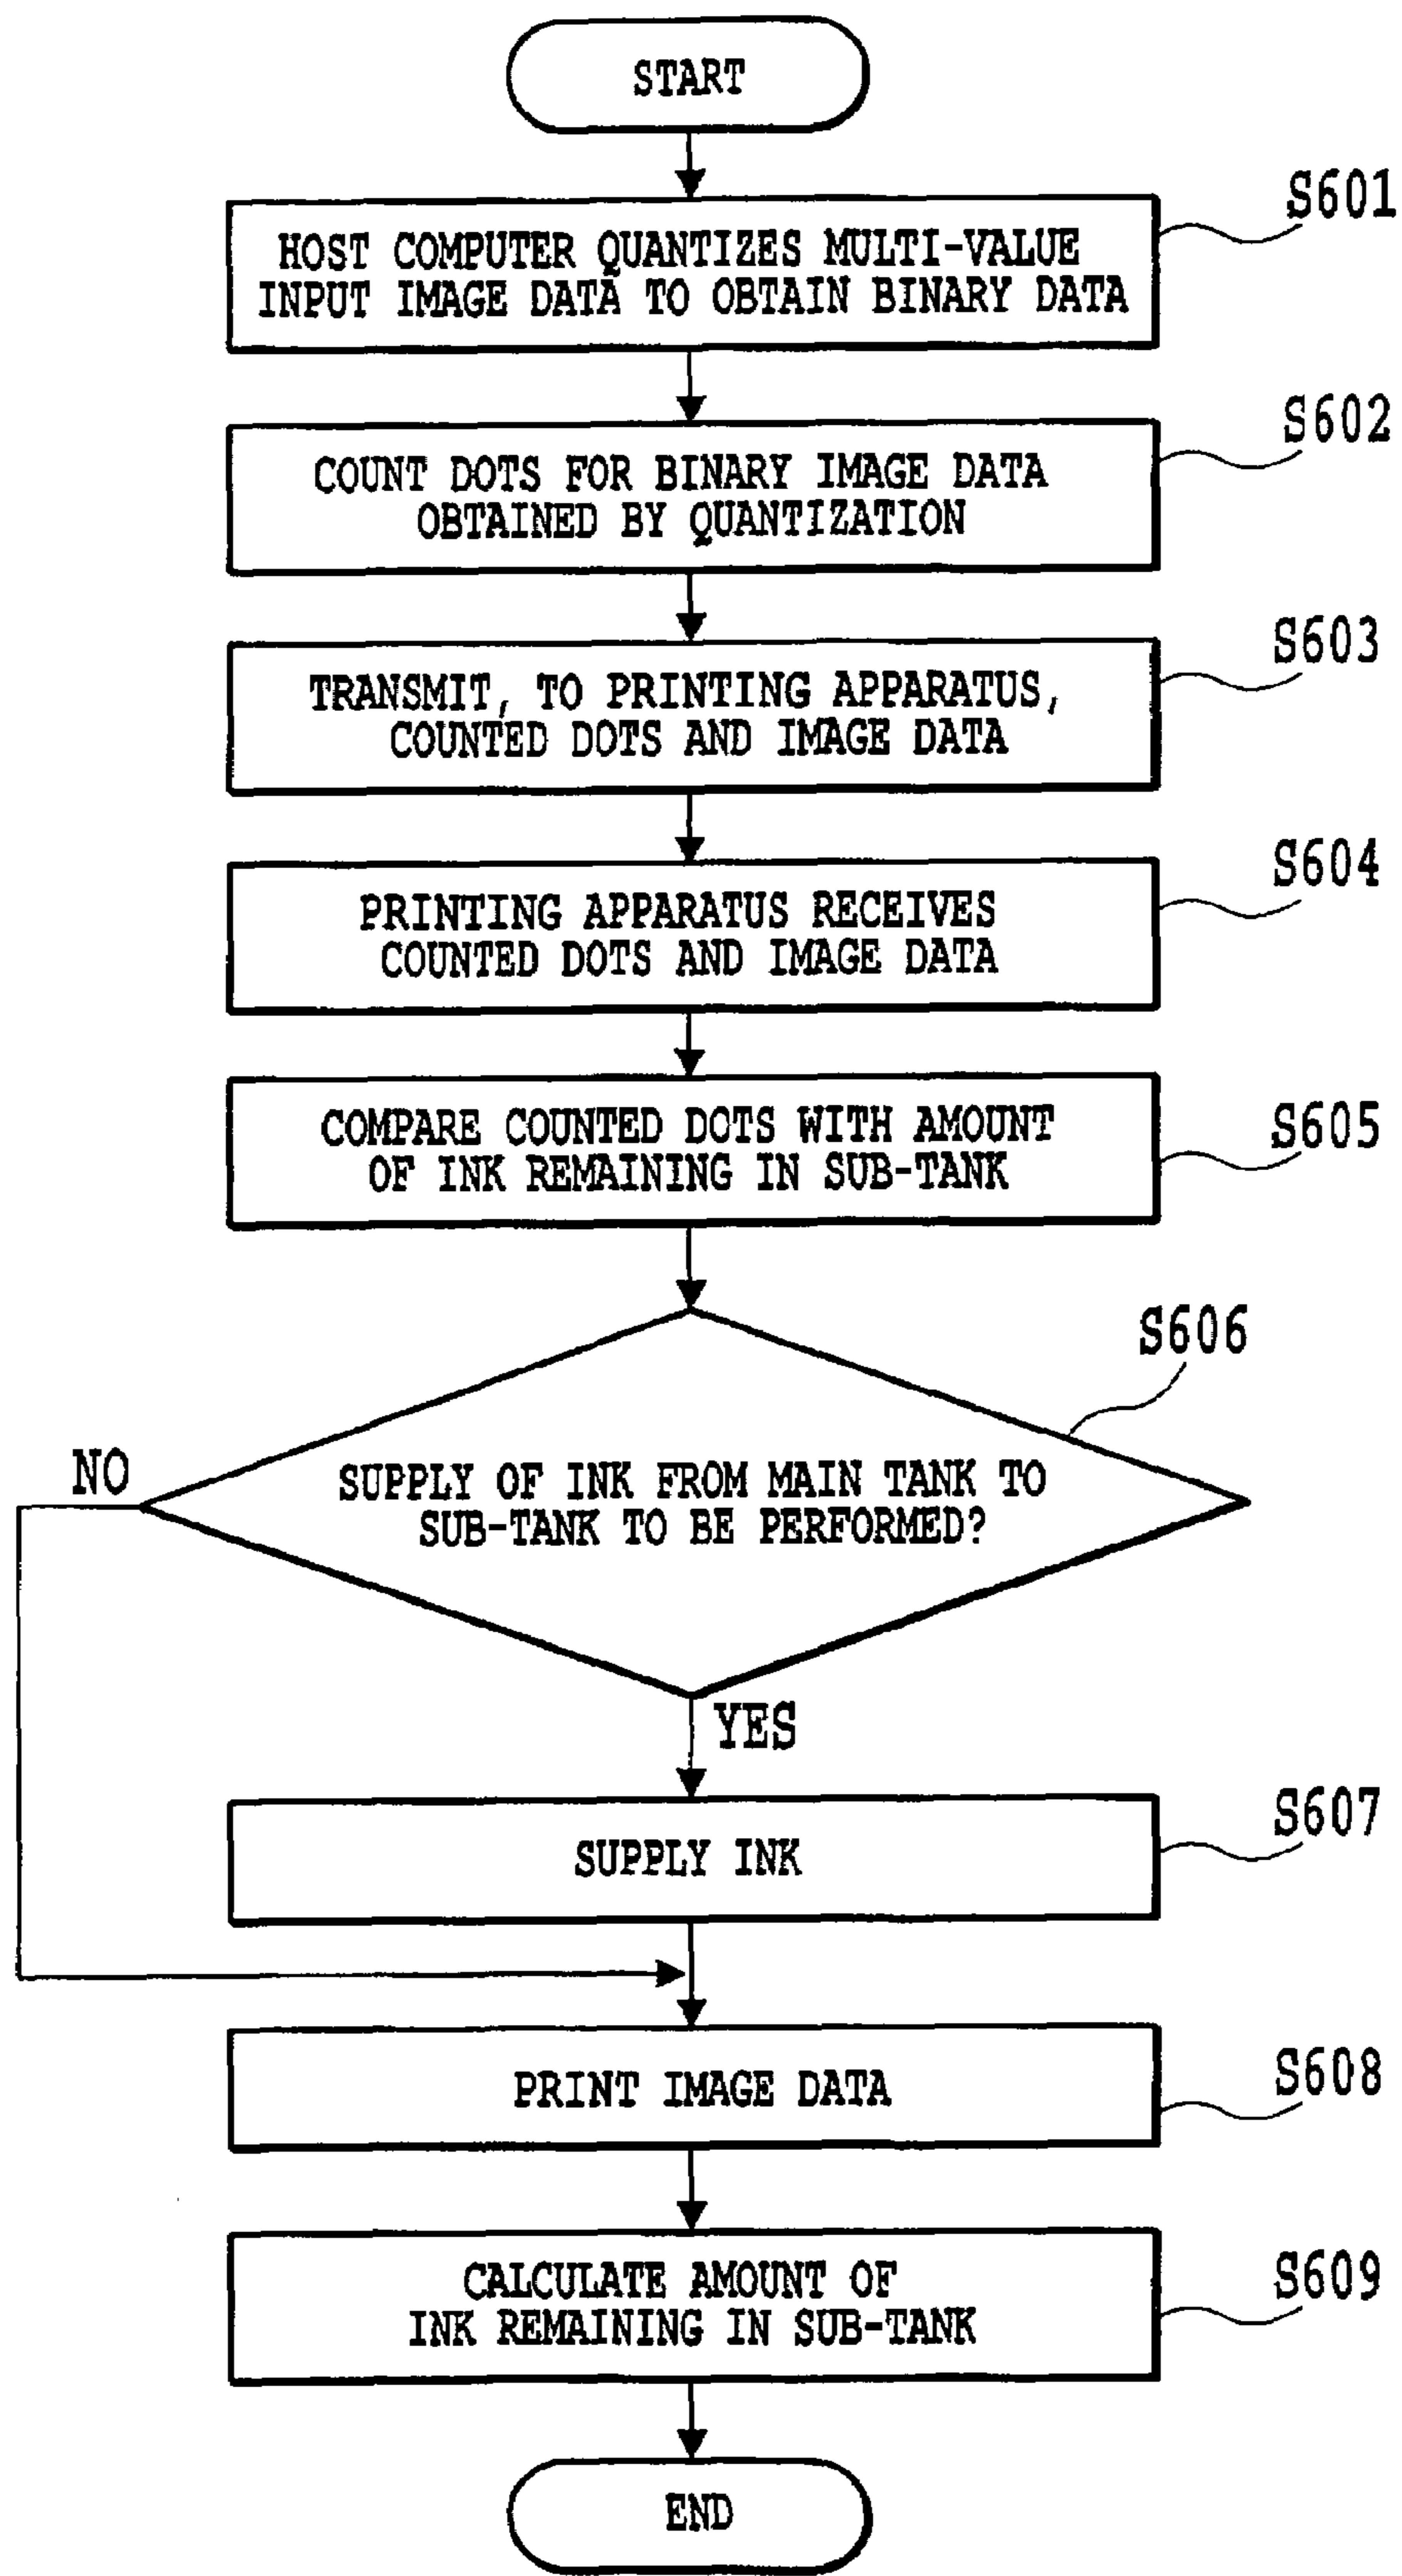 START
S601
HOST COMPUTER QUANTIZES MULTI-VALUE
INPUT IMAGE DATA TO OBTAIN BINARY DATA
S602
COUNT DOTS FOR BINARY IMAGE DATA
OBTAINED BY QUANTIZATION
S603
TRANSMIT, TO PRINTING APPARATUS,
COUNTED DOTS AND IMAGE DATA
S604
PRINTING APPARATUS RECEIVES
COUNTED DOTS AND IMAGE DATA
S605
COMPARE COUNTED DOTS WITH AMOUNT
OF INK REMAINING IN SUB-TANK
S606
NO
SUPPLY OF INK FROM MAIN TANK TO
SUB-TANK TO BE PERFORMED?
YES
S607
SUPPLY INK
S608
PRINT IMAGE DATA
S609
CALCULATE AMOUNT OF
INK REMAINING IN SUB-TANK
END